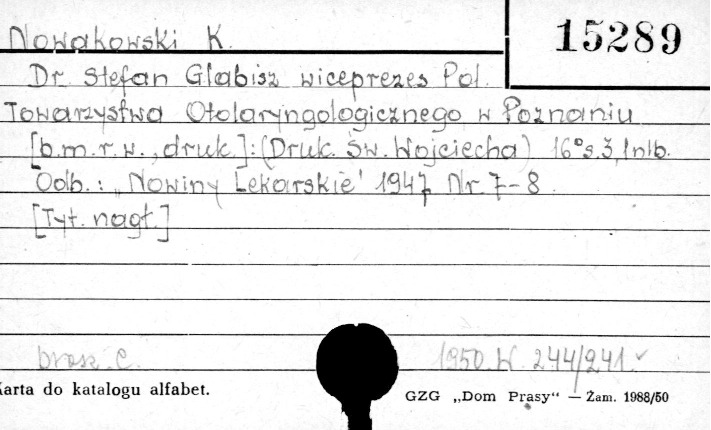 15289
Nowakowski K.
Dr. Stefan Glabisz wiceprezes Pol.
Towarzystwa Otolaryngologicznego w Poznaniu
[b.m.r.w., druk.]: (Druk. Św. Wojciecha) 16° s. 3, 1 nlb.
Odb.: „Nowiny Lekarskie" 1947 Nr. 7-8
[Tyt. nagł.]
brosz. C. 1950. W. 244/241.
Karta do katalogu alfabet.
GZG „Dom Prasy“ — Zam. 1988/50